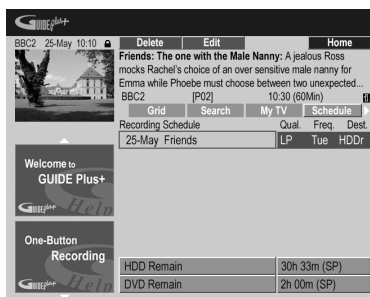 GUIDEplus+
BBC2 25-May 10:10
Delete Edit Home
Friends: The one with the Male Nanny: A jealous Ross
mocks Rachel's choice of an over sensitive male nanny for
Emma while Phoebe must choose between two unexpected...
BBC2 [P02] 10:30 (60Min)
Grid Search My TV Schedule
Recording Schedule Qual. Freq. Dest.
25-May Friends LP Tue HDDr
Welcome to
GUIDE Plus+
GUIDEplus+ Help
One-Button
Recording
GUIDEplus+ Help
HDD Remain 30h 33m (SP)
DVD Remain 2h 00m (SP)